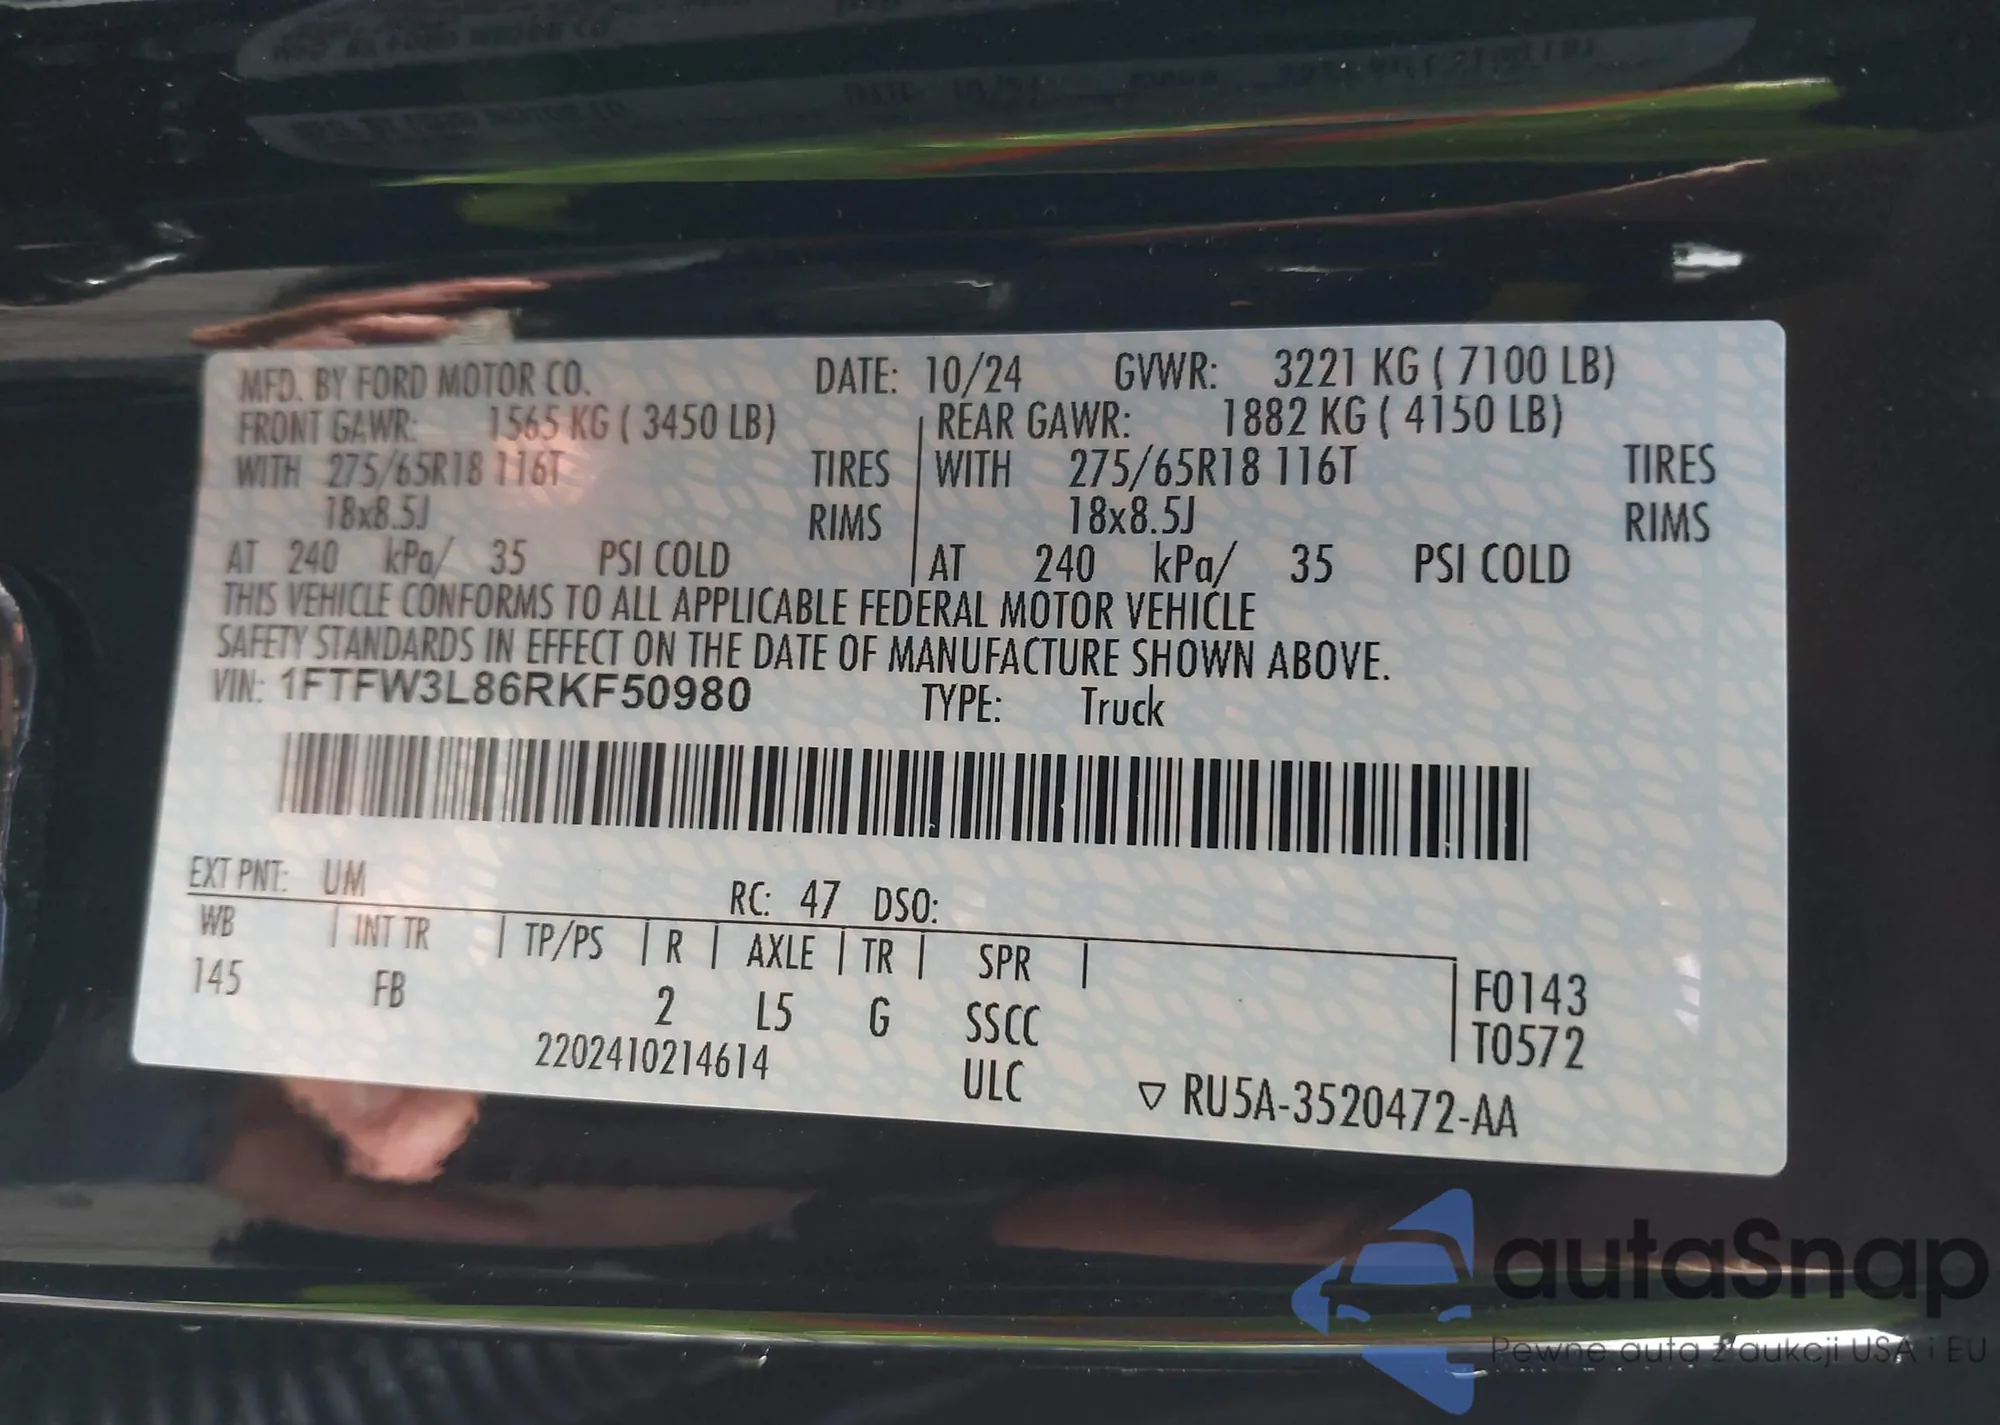 MFD. BY FORD MOTOR CO. DATE: 10/24 GVWR: 3221 KG ( 7100 LB)
FRONT GAWR: 1565 KG ( 3450 LB) REAR GAWR: 1882 KG ( 4150 LB)
WITH 275/65R18 116T TIRES WITH 275/65R18 116T TIRES
18x8.5J RIMS 18x8.5J RIMS
AT 240 kPa/ 35 PSI COLD AT 240 kPa/ 35 PSI COLD
THIS VEHICLE CONFORMS TO ALL APPLICABLE FEDERAL MOTOR VEHICLE
SAFETY STANDARDS IN EFFECT ON THE DATE OF MANUFACTURE SHOWN ABOVE.
VIN: 1FTFW3L86RKF50980 TYPE: Truck
EXT PNT: UM RC: 47 DSO:
WB INT TR TP/PS R AXLE TR SPR F0143
145 FB 2 L5 G SSCC T0572
2202410214614 ULC ▽ RU5A-3520472-AA
autaSnap
Pewne auta z aukcji USA i EU